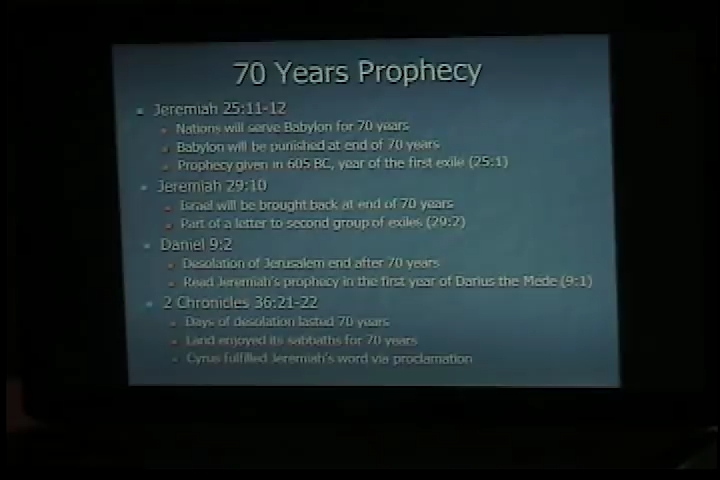 70 Years Prophecy
Jeremiah 25:11-12
Nations will serve Babylon for 70 years
Babylon will be punished at end of 70 years
Prophecy given in 605 BC, year of the first exile (25:1)
Jeremiah 29:10
Israel will be brought back at end of 70 years
Part of a letter to second group of exiles (29:2)
Daniel 9:2
Desolation of Jerusalem end after 70 years
Read Jeremiah's prophecy in the first year of Darius the Mede (9:1)
2 Chronicles 36:21-22
Days of desolation lasted 70 years
Land enjoyed its sabbaths for 70 years
Cyrus fulfilled Jeremiah's word via proclamation